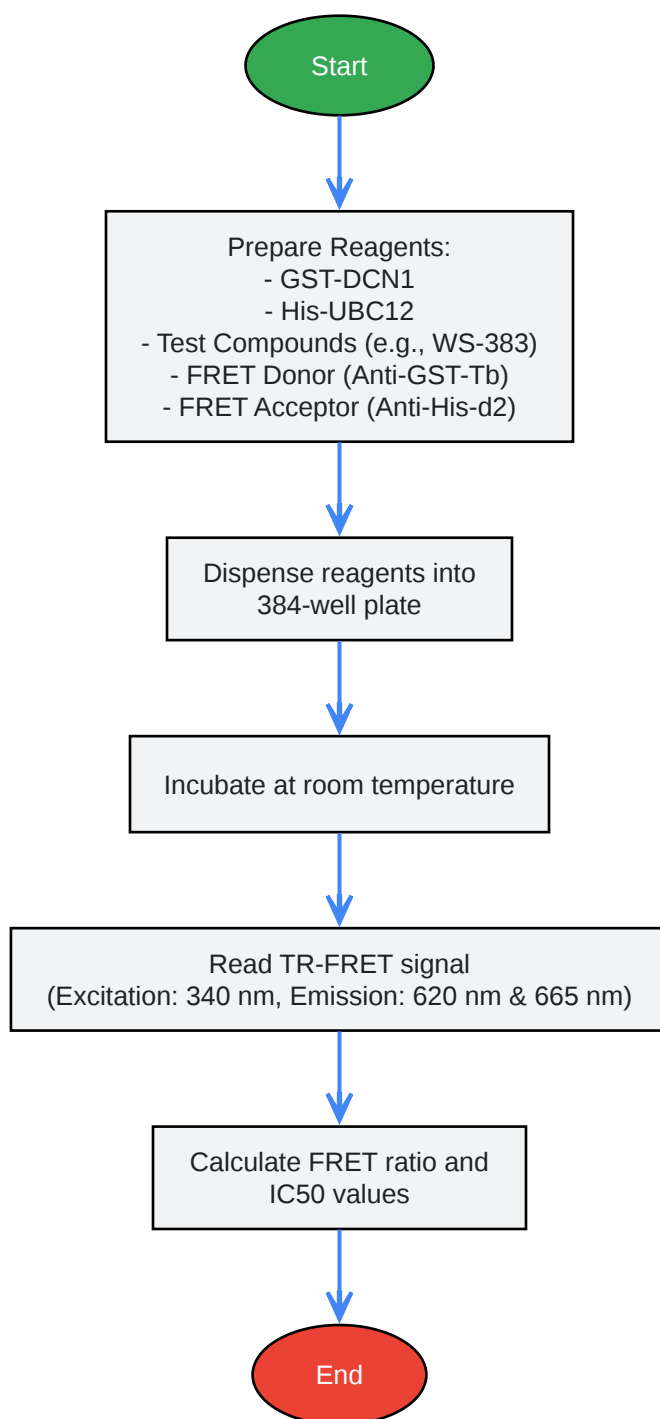 Start
Prepare Reagents:
- GST-DCN1
- His-UBC12
- Test Compounds (e.g., WS-383)
- FRET Donor (Anti-GST-Tb)
- FRET Acceptor (Anti-His-d2)
Dispense reagents into
384-well plate
Incubate at room temperature
Read TR-FRET signal
(Excitation: 340 nm, Emission: 620 nm & 665 nm)
Calculate FRET ratio and
IC50 values
End